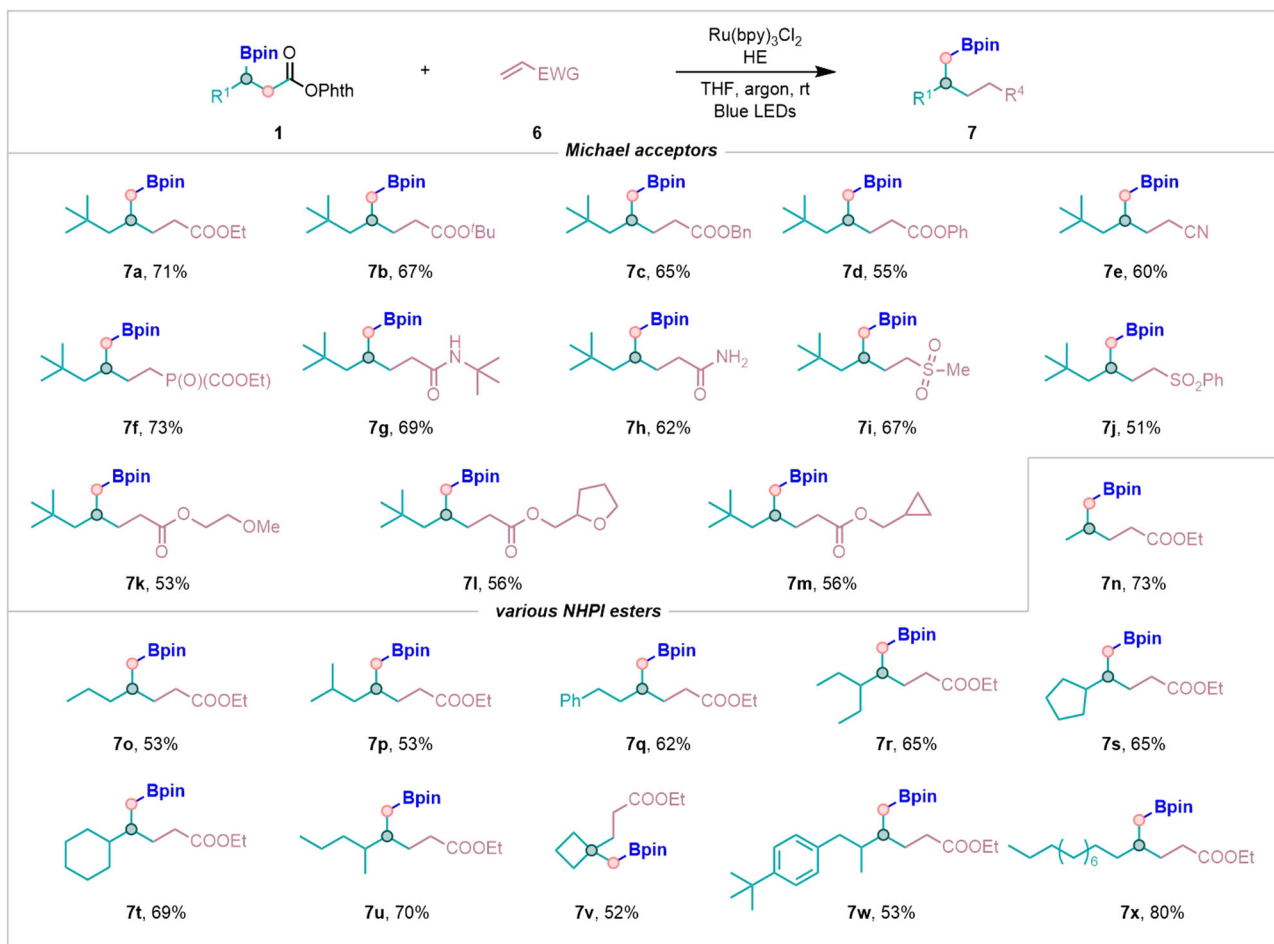 Bpin O
R¹ OPhth
1
+
EWG
6
Ru(bpy)₃Cl₂
HE
THF, argon, rt
Blue LEDs
Bpin
R¹ R⁴
7
Michael acceptors
Bpin
COOEt
7a, 71%
Bpin
COOᵗBu
7b, 67%
Bpin
COOBn
7c, 65%
Bpin
COOPh
7d, 55%
Bpin
CN
7e, 60%
Bpin
P(O)(COOEt)
7f, 73%
Bpin
H
N
O
7g, 69%
Bpin
NH₂
O
7h, 62%
Bpin
O
S Me
O
7i, 67%
Bpin
SO₂Ph
7j, 51%
Bpin
O OMe
O
7k, 53%
Bpin
O O
O
7l, 56%
Bpin
O
O
7m, 56%
Bpin
COOEt
7n, 73%
various NHPI esters
Bpin
COOEt
7o, 53%
Bpin
COOEt
7p, 53%
Bpin
Ph COOEt
7q, 62%
Bpin
COOEt
7r, 65%
Bpin
COOEt
7s, 65%
Bpin
COOEt
7t, 69%
Bpin
COOEt
7u, 70%
COOEt
Bpin
7v, 52%
Bpin
COOEt
7w, 53%
Bpin
6 COOEt
7x, 80%